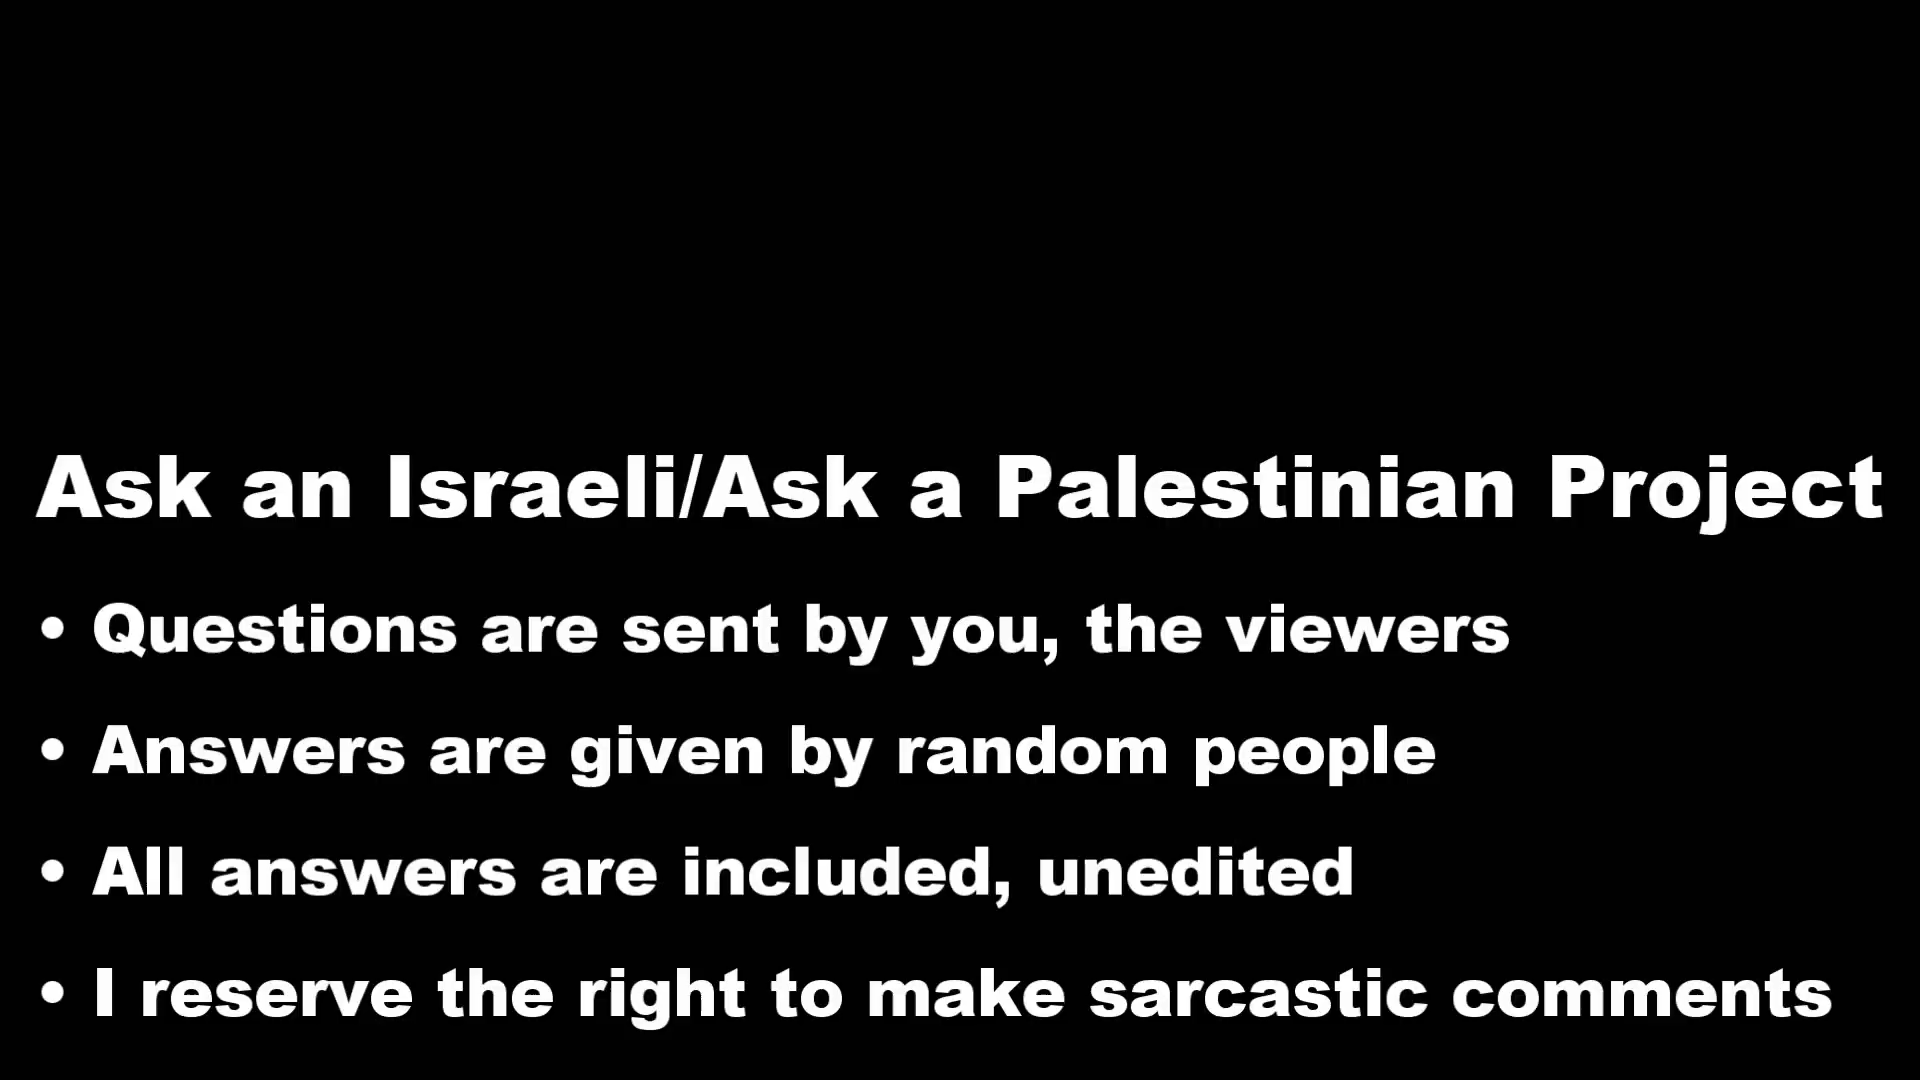 Ask an Israeli/Ask a Palestinian Project
• Questions are sent by you, the viewers
• Answers are given by random people
• All answers are included, unedited
• I reserve the right to make sarcastic comments